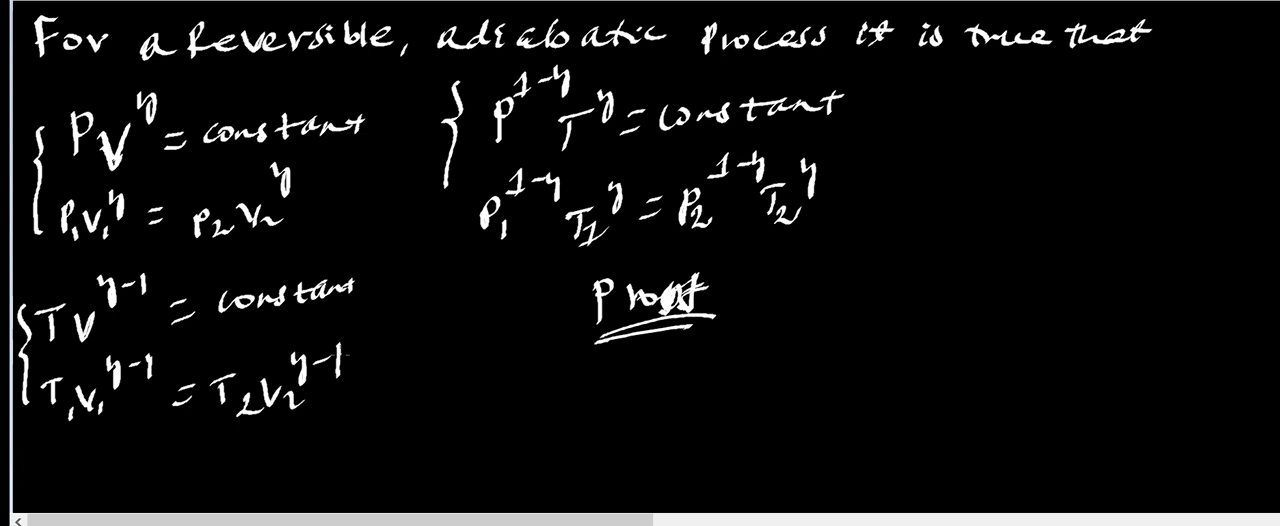 For a Reversible, adiabatic Process it is true that
PV^γ = constant
P₁V₁^γ = P₂V₂^γ
TV^γ-1 = constant
T₁V₁^γ-1 = T₂V₂^γ-1
P^1-γ T^γ = constant
P₁^1-γ T₁^γ = P₂^1-γ T₂^γ
Proof